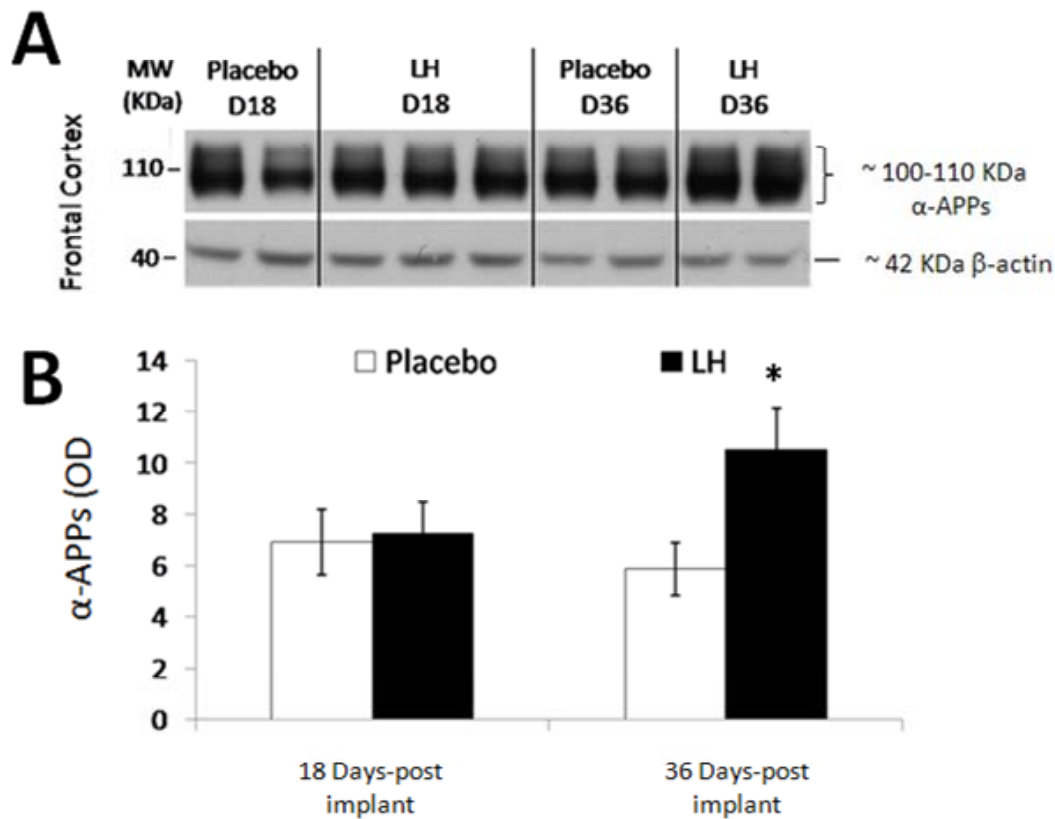 A
MW
(KDa)
Placebo
D18
LH
D18
Placebo
D36
LH
D36
Frontal Cortex
110
~ 100-110 KDa
α-APPs
40
~ 42 KDa β-actin
B
Placebo
LH
*
α-APPs (OD
14
12
10
8
6
4
2
0
18 Days-post
implant
36 Days-post
implant